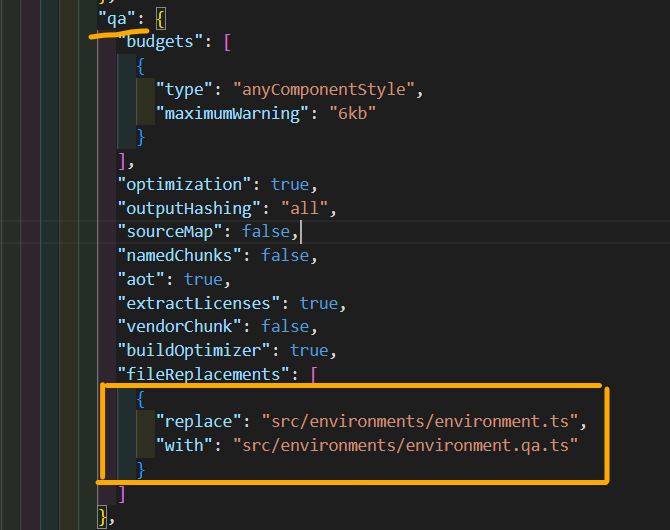 },
"qa": {
"budgets": [
{
"type": "anyComponentStyle",
"maximumWarning": "6kb"
}
],
"optimization": true,
"outputHashing": "all",
"sourceMap": false,
"namedChunks": false,
"aot": true,
"extractLicenses": true,
"vendorChunk": false,
"buildOptimizer": true,
"fileReplacements": [
{
"replace": "src/environments/environment.ts",
"with": "src/environments/environment.qa.ts"
}
]
},